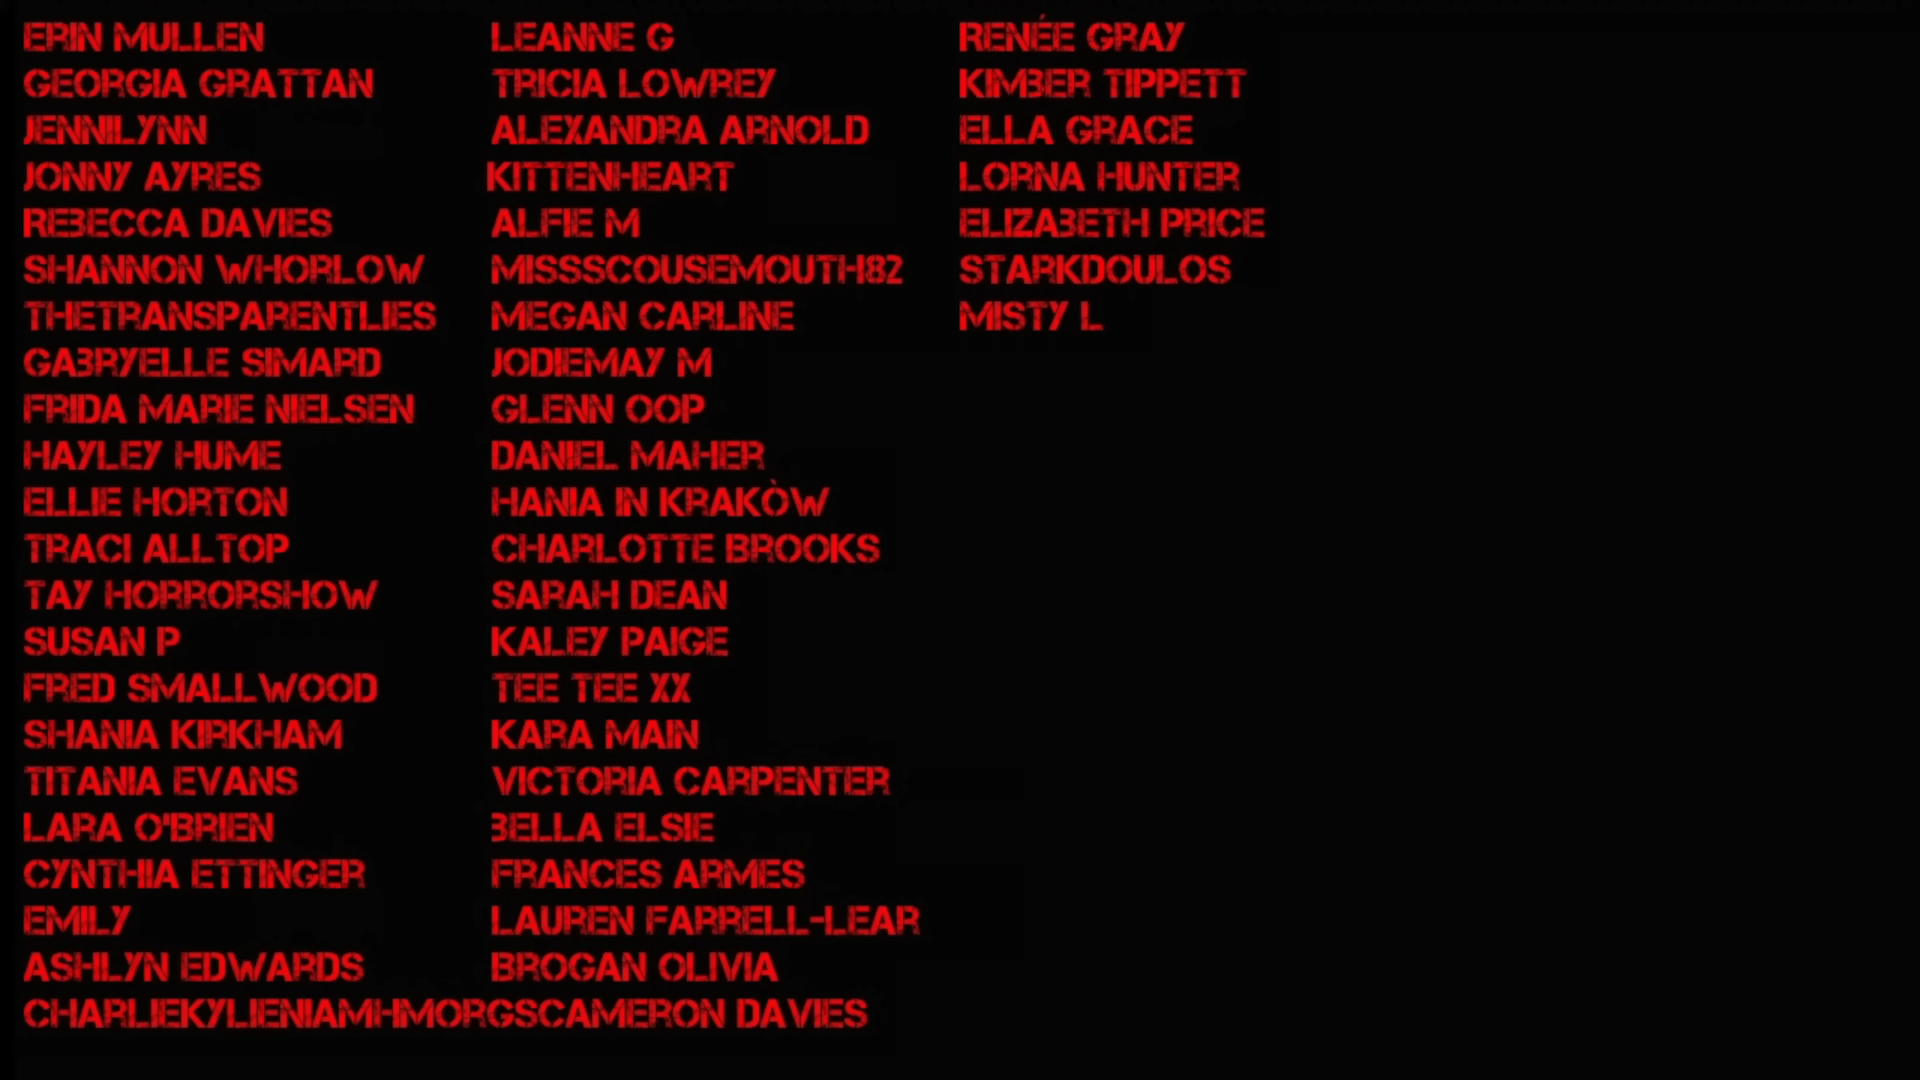 ERIN MULLEN
GEORGIA GRATTAN
JENNILYNN
JONNY AYRES
REBECCA DAVIES
SHANNON WHORLOW
THETRANSPARENTLIES
GABRYELLE SIMARD
FRIDA MARIE NIELSEN
HAYLEY HUME
ELLIE HORTON
TRACI ALLTOP
TAY HORRORSHOW
SUSAN P
FRED SMALLWOOD
SHANIA KIRKHAM
TITANIA EVANS
LARA O'BRIEN
CYNTHIA ETTINGER
EMILY
ASHLYN EDWARDS
CHARLIEKYLIENIAMHMORGSCAMERON DAVIES
LEANNE G
TRICIA LOWREY
ALEXANDRA ARNOLD
KITTENHEART
ALFIE M
MISSSCOUSEMOUTH82
MEGAN CARLINE
JODIEMAY M
GLENN OOP
DANIEL MAHER
HANIA IN KRAKÒW
CHARLOTTE BROOKS
SARAH DEAN
KALEY PAIGE
TEE TEE XX
KARA MAIN
VICTORIA CARPENTER
BELLA ELSIE
FRANCES ARMES
LAUREN FARRELL-LEAR
BROGAN OLIVIA
RENÉE GRAY
KIMBER TIPPETT
ELLA GRACE
LORNA HUNTER
ELIZABETH PRICE
STARKDOULOS
MISTY L